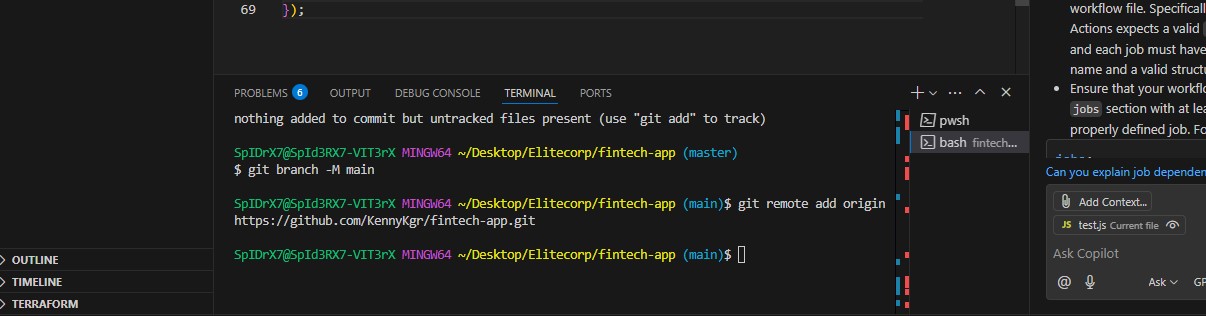 69 });
workflow file. Specifically
Actions expects a valid
and each job must have
name and a valid structu
Ensure that your workflo
jobs section with at lea
properly defined job. Fo
PROBLEMS 6 OUTPUT DEBUG CONSOLE TERMINAL PORTS
nothing added to commit but untracked files present (use "git add" to track)
SpIDrX7@SpId3RX7-VIT3rX MINGW64 ~/Desktop/Elitecorp/fintech-app (master)
$ git branch -M main
SpIDrX7@SpId3RX7-VIT3rX MINGW64 ~/Desktop/Elitecorp/fintech-app (main)$ git remote add origin
https://github.com/KennyKgr/fintech-app.git
SpIDrX7@SpId3RX7-VIT3rX MINGW64 ~/Desktop/Elitecorp/fintech-app (main)$
pwsh
bash fintech...
Can you explain job dependen
Add Context...
JS test.js Current file
Ask Copilot
@ Ask GP
OUTLINE
TIMELINE
TERRAFORM